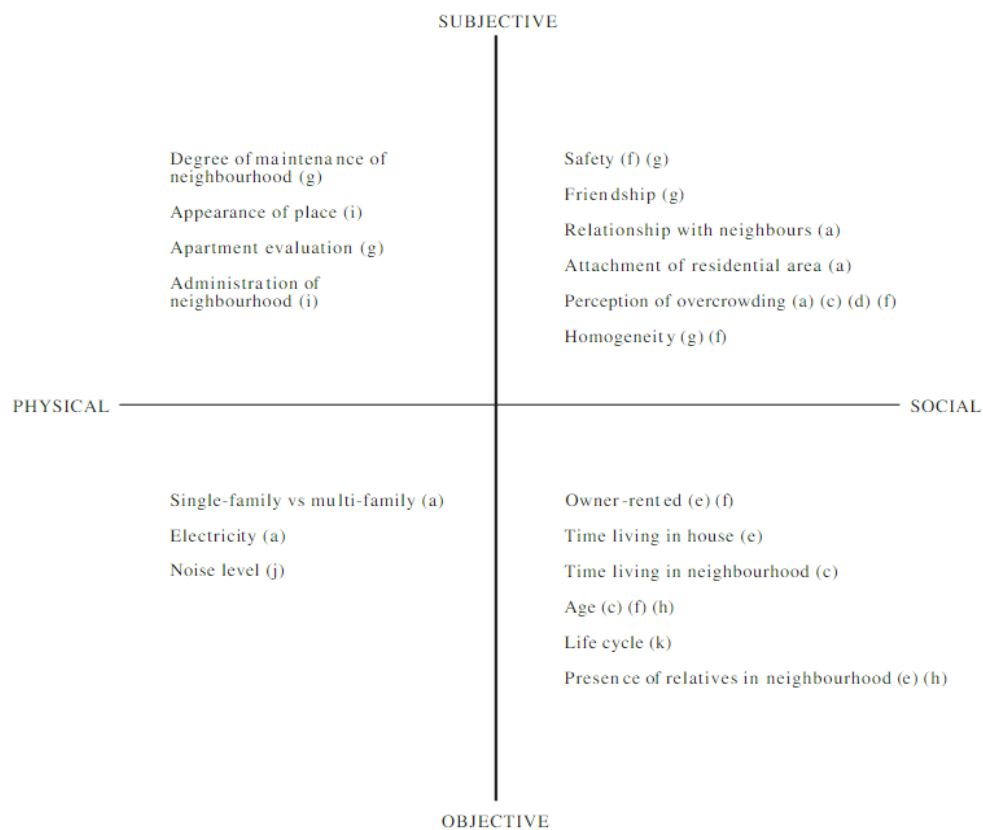 SUBJECTIVE
Degree of maintenance of
neighbourhood (g)
Appearance of place (i)
Apartment evaluation (g)
Administration of
neighbourhood (i)
Safety (f) (g)
Friendship (g)
Relationship with neighbours (a)
Attachment of residential area (a)
Perception of overcrowding (a) (c) (d) (f)
Homogeneity (g) (f)
PHYSICAL
SOCIAL
Single-family vs multi-family (a)
Electricity (a)
Noise level (j)
Owner-rented (e) (f)
Time living in house (e)
Time living in neighbourhood (c)
Age (c) (f) (h)
Life cycle (k)
Presence of relatives in neighbourhood (e) (h)
OBJECTIVE